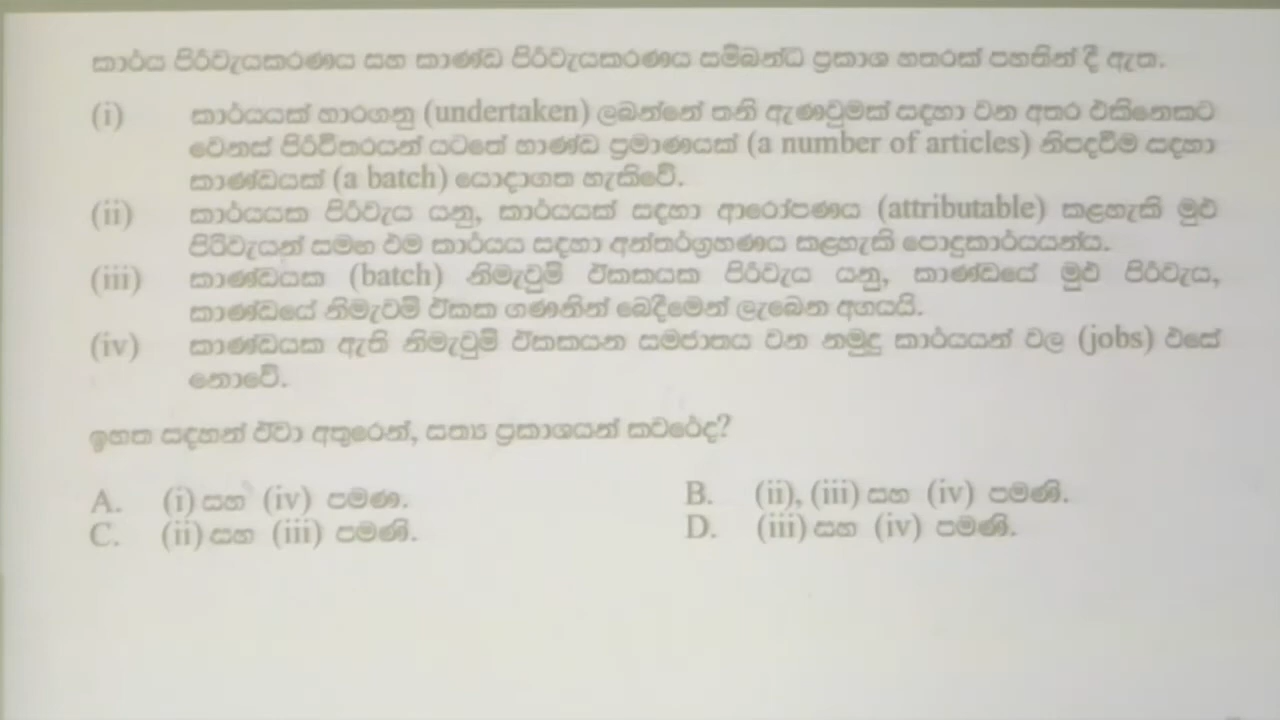 කාර්ය පිරිවැයකරණය සහ කාණ්ඩ පිරිවැයකරණය සම්බන්ධ ප්‍රකාශ හතරක් පහතින් දී ඇත.
(i) කාර්යයක් භාරගනු (undertaken) ලබන්නේ තනි ඇණවුමක් සඳහා වන අතර එකිනෙකට
වෙනස් පිරිවිතරයන් යටතේ භාණ්ඩ ප්‍රමාණයක් (a number of articles) නිපදවීම සඳහා
කාණ්ඩයක් (a batch) යොදාගත හැකිවේ.
(ii) කාර්යයක පිරිවැය යනු, කාර්යයක් සඳහා ආරෝපණය (attributable) කළහැකි මුළු
පිරිවැයන් සමඟ එම කාර්යය සඳහා අන්තර්ග්‍රහණය කළහැකි පොදුකාර්යයන්ය.
(iii) කාණ්ඩයක (batch) නිමැවුම් ඒකකයක පිරිවැය යනු, කාණ්ඩයේ මුළු පිරිවැය,
කාණ්ඩයේ නිමැවම් ඒකක ගණනින් බෙදීමෙන් ලැබෙන අගයයි.
(iv) කාණ්ඩයක ඇති නිමැවුම් ඒකකයන සමජාතය වන නමුදු කාර්යයන් වල (jobs) එසේ
නොවේ.
ඉහත සඳහන් ඒවා අතුරෙන්, සත්‍ය ප්‍රකාශයන් කවරේද?
A. (i) සහ (iv) පමණ. B. (ii), (iii) සහ (iv) පමණි.
C. (ii) සහ (iii) පමණි. D. (iii) සහ (iv) පමණි.